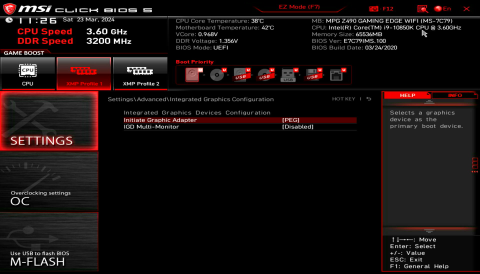 msi CLICK BIOS 5
EZ Mode (F7)
F12
En
X
11:26 Sat 23 Mar, 2024
CPU Speed 3.60 GHz
DDR Speed 3200 MHz
CPU Core Temperature: 38°C
Motherboard Temperature: 42°C
VCore: 0.968V
DDR Voltage: 1.356V
BIOS Mode: UEFI
MB: MPG Z490 GAMING EDGE WIFI (MS-7C79)
CPU: Intel(R) Core(TM) i9-10850K CPU @ 3.60GHz
Memory Size: 65536MB
BIOS Ver: E7C79IMS.100
BIOS Build Date: 03/24/2020
GAME BOOST
CPU
XMP Profile 1
XMP Profile 2
Boot Priority
USB
USB
USB
SETTINGS
Overclocking settings
OC
Use USB to flash BIOS
M-FLASH
Settings\Advanced\Integrated Graphics Configuration
HOT KEY
Integrated Graphics Devices Configuration
Initiate Graphic Adapter [PEG]
IGD Multi-Monitor [Disabled]
HELP
INFO
Selects a graphics
device as the
primary boot device.
↑↓→←: Move
Enter: Select
+/-: Value
ESC: Exit
F1: General Help